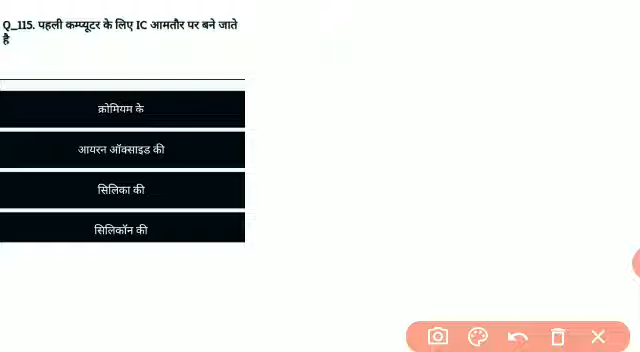 Q_115. पहली कम्प्यूटर के लिए IC आमतौर पर बने जाते
है
क्रोमियम के
आयरन ऑक्साइड की
सिलिका की
सिलिकॉन की